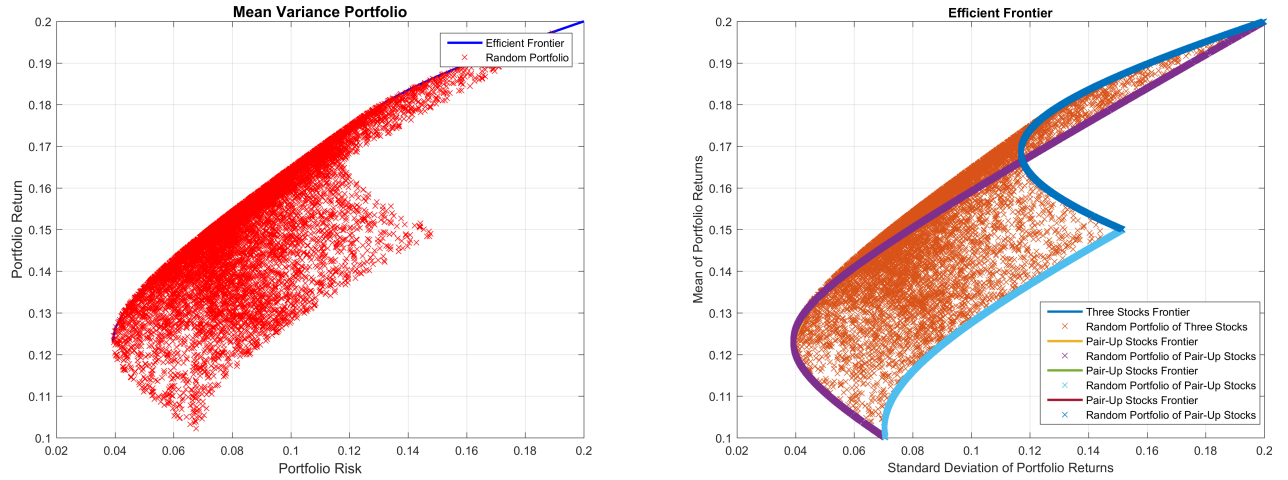 Mean Variance Portfolio
0.2
0.19
0.18
0.17
0.16
0.15
0.14
0.13
0.12
0.11
0.1
Portfolio Return
Efficient Frontier
Random Portfolio
0.02 0.04 0.06 0.08 0.1 0.12 0.14 0.16 0.18 0.2
Portfolio Risk
Efficient Frontier
0.2
0.19
0.18
0.17
0.16
0.15
0.14
0.13
0.12
0.11
0.1
Mean of Portfolio Returns
Three Stocks Frontier
Random Portfolio of Three Stocks
Pair-Up Stocks Frontier
Random Portfolio of Pair-Up Stocks
Pair-Up Stocks Frontier
Random Portfolio of Pair-Up Stocks
Pair-Up Stocks Frontier
Random Portfolio of Pair-Up Stocks
0.02 0.04 0.06 0.08 0.1 0.12 0.14 0.16 0.18 0.2
Standard Deviation of Portfolio Returns